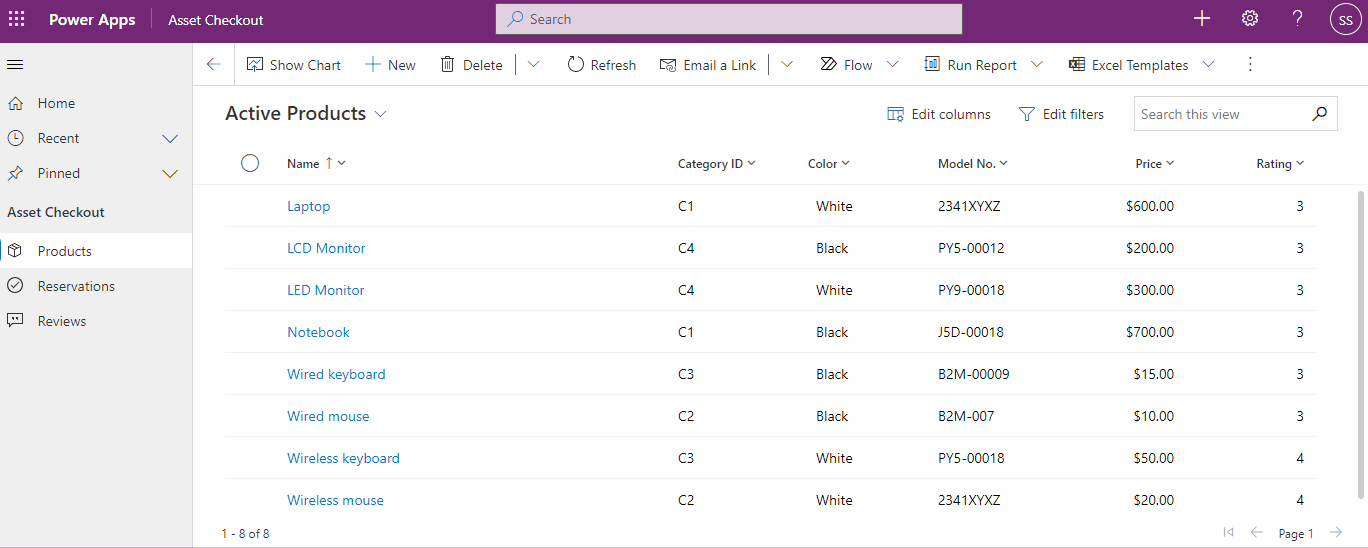 Power Apps Asset Checkout Search SS
Show Chart New Delete Refresh Email a Link Flow Run Report Excel Templates
Home
Recent
Pinned
Asset Checkout
Products
Reservations
Reviews
Active Products Edit columns Edit filters Search this view
Name Category ID Color Model No. Price Rating
Laptop C1 White 2341XYXZ $600.00 3
LCD Monitor C4 Black PY5-00012 $200.00 3
LED Monitor C4 White PY9-00018 $300.00 3
Notebook C1 Black J5D-00018 $700.00 3
Wired keyboard C3 Black B2M-00009 $15.00 3
Wired mouse C2 Black B2M-007 $10.00 3
Wireless keyboard C3 White PY5-00018 $50.00 4
Wireless mouse C2 White 2341XYXZ $20.00 4
1 - 8 of 8 Page 1